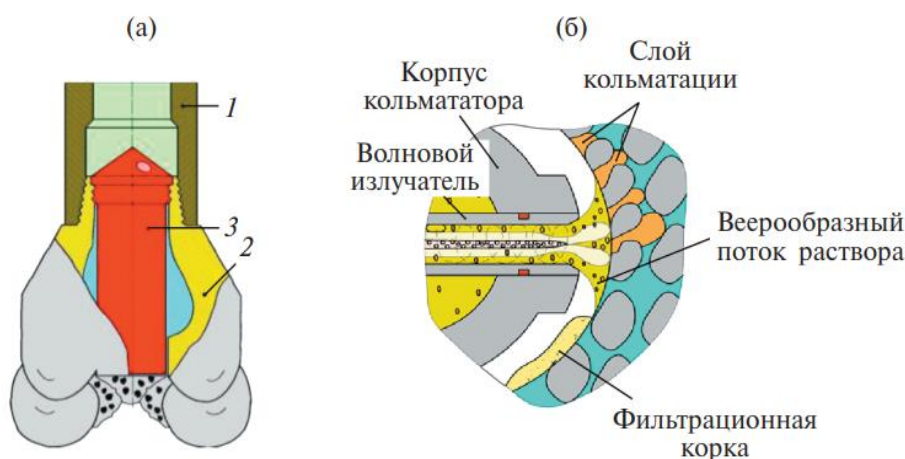 (а)
1
3
2
(б)
Слой
кольматации
Корпус
кольмататора
Волновой
излучатель
Веерообразный
поток раствора
Фильтрационная
корка